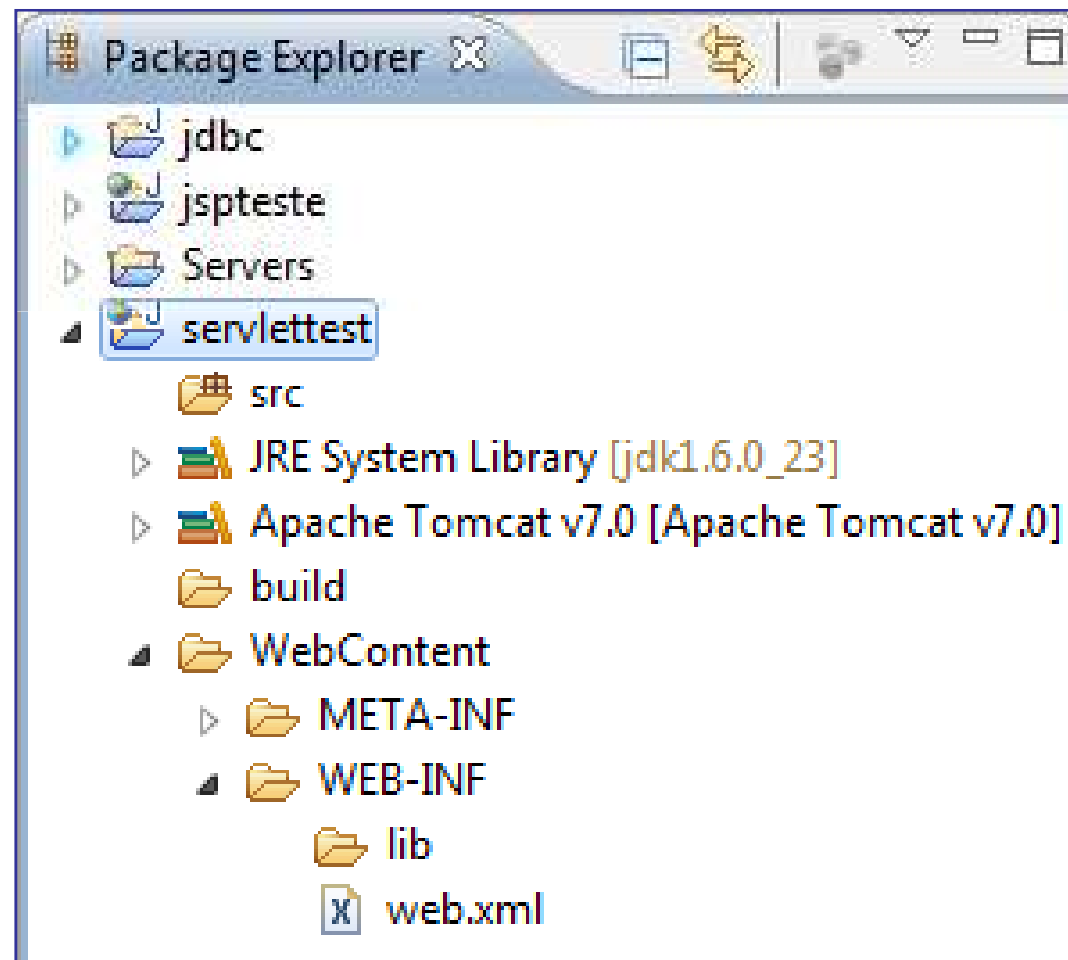 Package Explorer
jdbc
jspteste
Servers
servlettest
src
JRE System Library [jdk1.6.0_23]
Apache Tomcat v7.0 [Apache Tomcat v7.0]
build
WebContent
META-INF
WEB-INF
lib
web.xml